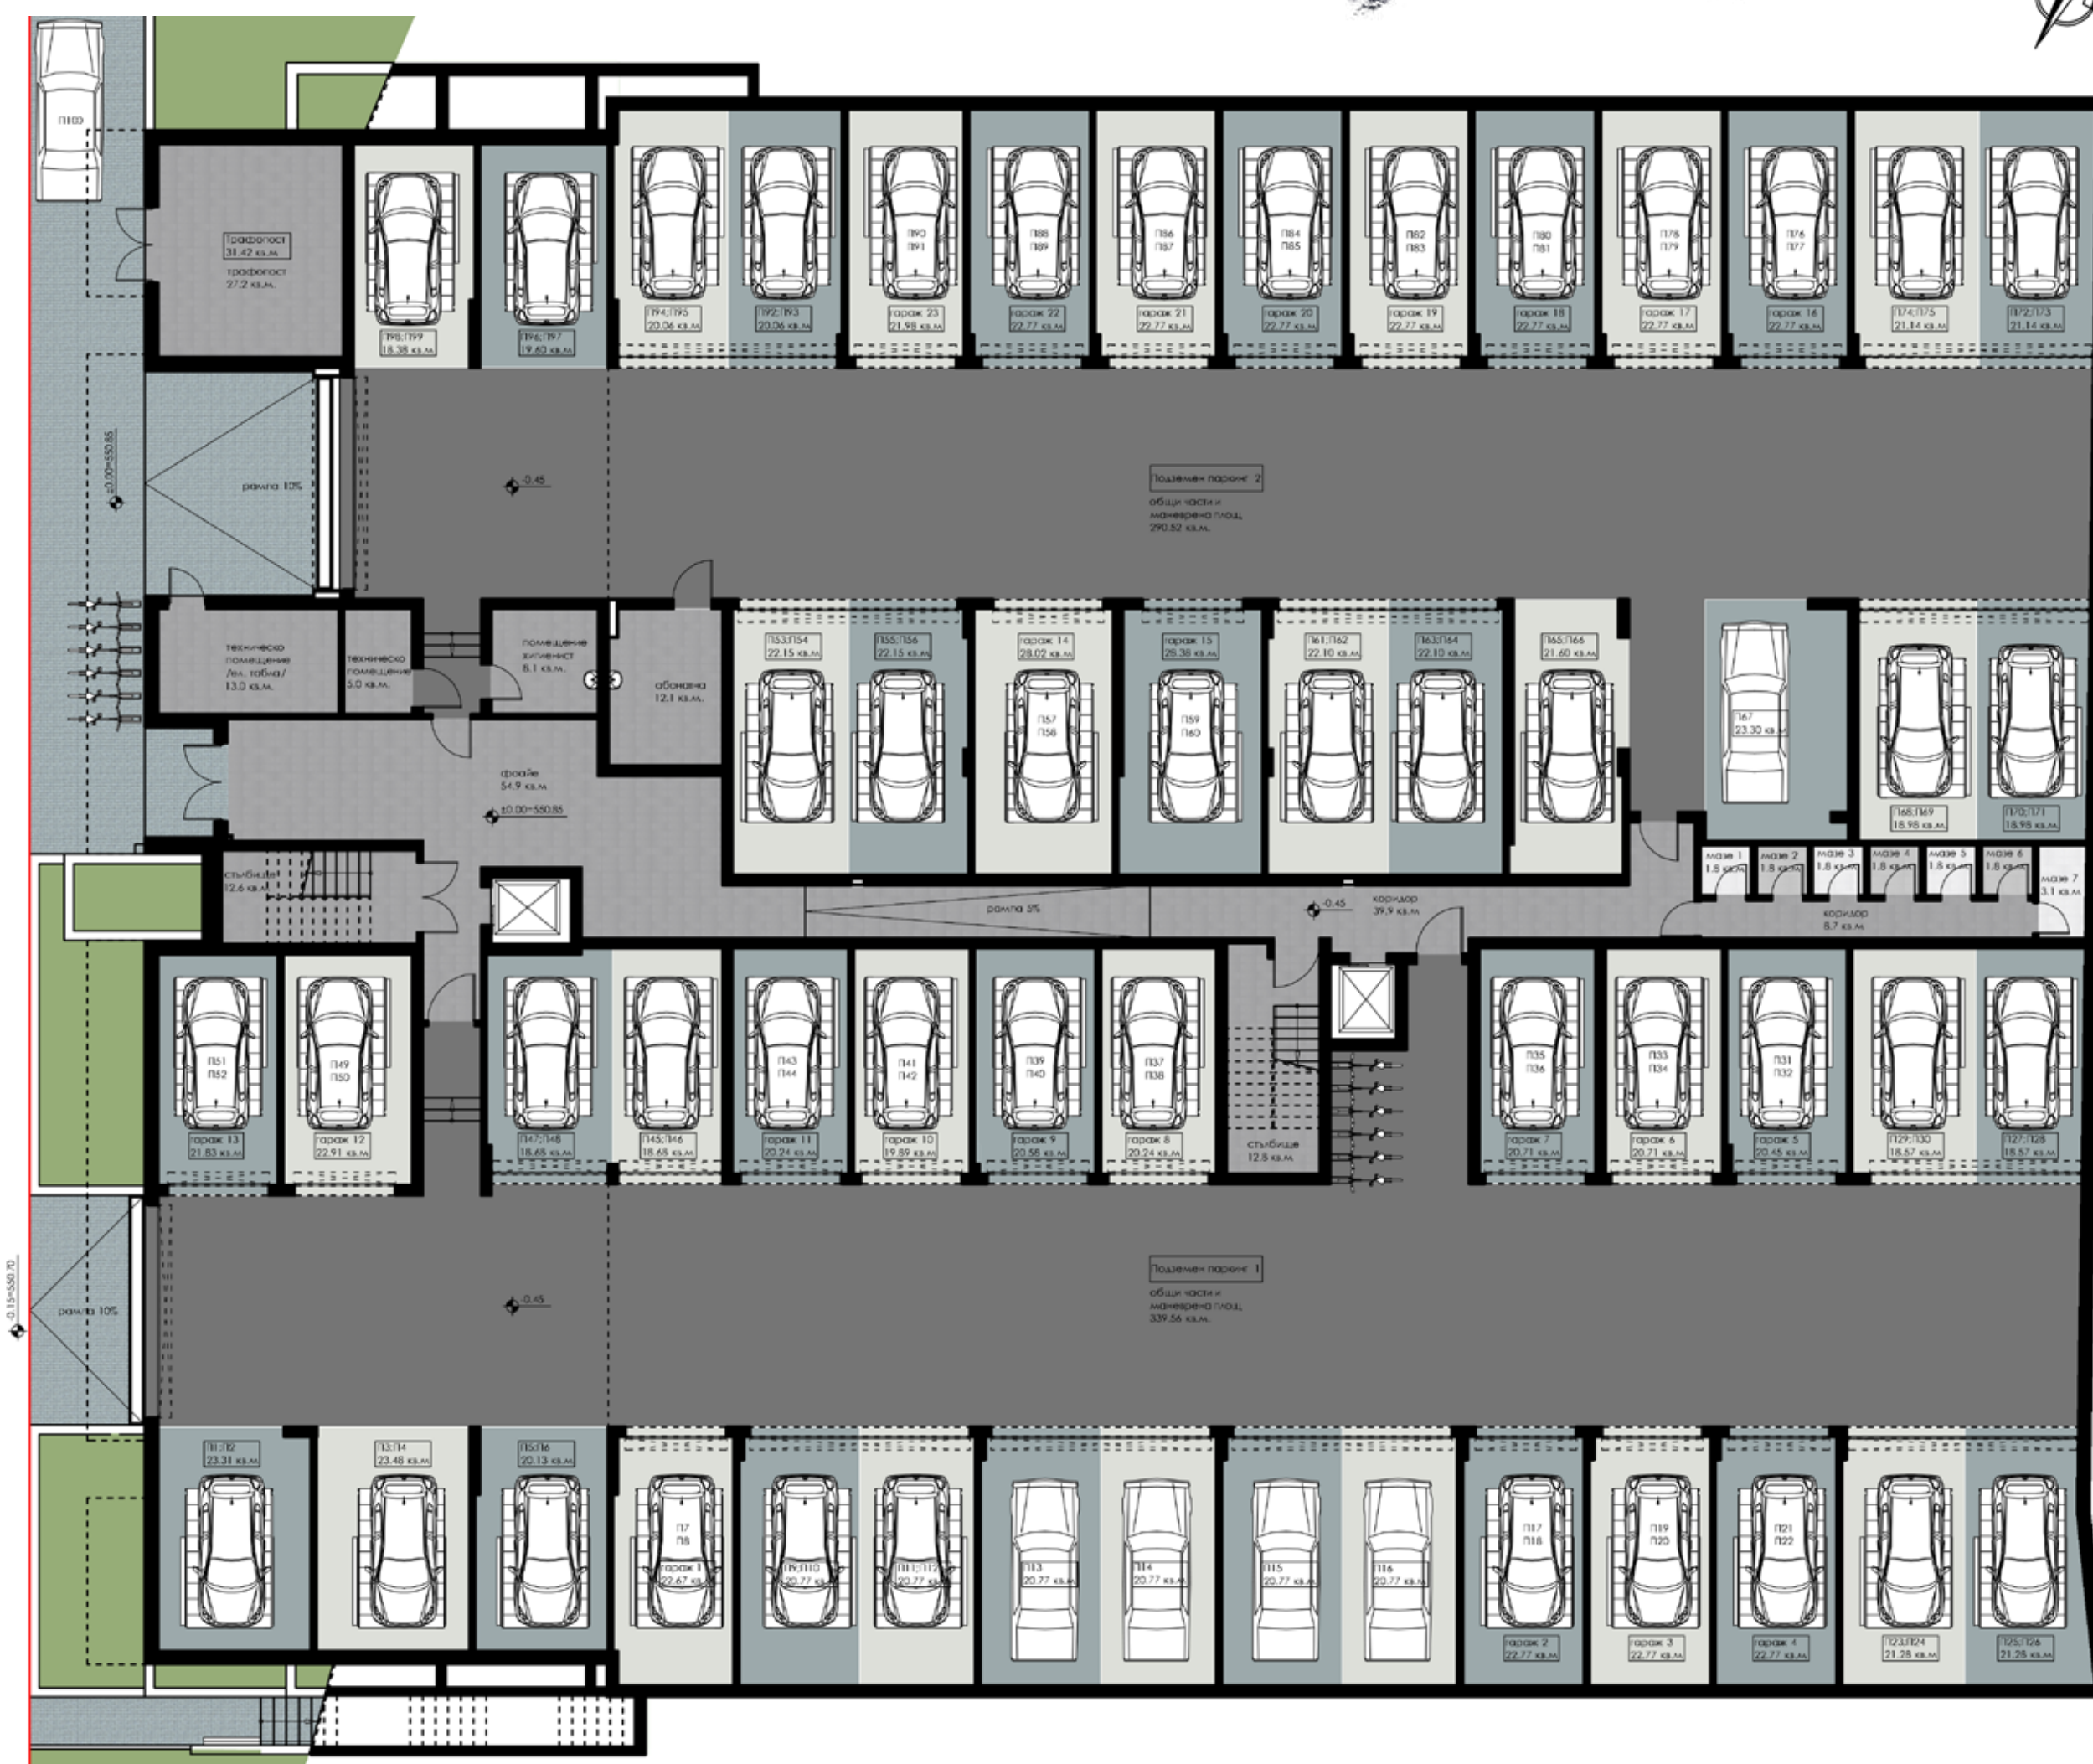 П100
Трафопост
31.42 кв.м.
трафопост
27.2 кв.м.
П98;П99
18.38 кв.м
П96;П97
19.60 кв.м
П94;П95
20.06 кв.м
П92;П93
20.06 кв.м
П90
П91
гараж 23
21.98 кв.м
П88
П89
гараж 22
22.77 кв.м
П86
П87
гараж 21
22.77 кв.м
П84
П85
гараж 20
22.77 кв.м
П82
П83
гараж 19
22.77 кв.м
П80
П81
гараж 18
22.77 кв.м
П78
П79
гараж 17
22.77 кв.м
П76
П77
гараж 16
22.77 кв.м
П74;П75
21.14 кв.м
П72;П73
21.14 кв.м
±0.00=550.85
рампа 10%
-0.45
Подземен паркинг 2
общи части и
маневрена площ
290.52 кв.м.
техническо
помещение
/ел. табла/
13.0 кв.м.
техническо
помещение
5.0 кв.м.
помещение
хигиенист
8.1 кв.м.
абонатна
12.1 кв.м.
П53;П54
22.15 кв.м
П55;П56
22.15 кв.м
гараж 14
28.02 кв.м
П57
П58
гараж 15
28.38 кв.м
П59
П60
П61;П62
22.10 кв.м
П63;П64
22.10 кв.м
П65;П66
21.60 кв.м
П67
23.30 кв.м
П68;П69
18.98 кв.м
П70;П71
18.98 кв.м
фоайе
54.9 кв.м
±0.00=550.85
стълбище
12.6 кв.м
рампа 5%
-0.45
коридор
39.9 кв.м
мазе 1
1.8 кв.м
мазе 2
1.8 кв.м
мазе 3
1.8 кв.м
мазе 4
1.8 кв.м
мазе 5
1.8 кв.м
мазе 6
1.8 кв.м
мазе 7
3.1 кв.м
коридор
8.7 кв.м
П51
П52
гараж 13
21.83 кв.м
П49
П50
гараж 12
22.91 кв.м
П47;П48
18.68 кв.м
П45;П46
18.68 кв.м
П43
П44
гараж 11
20.24 кв.м
П41
П42
гараж 10
19.89 кв.м
П39
П40
гараж 9
20.58 кв.м
П37
П38
гараж 8
20.24 кв.м
стълбище
12.8 кв.м
П35
П36
гараж 7
20.71 кв.м
П33
П34
гараж 6
20.71 кв.м
П31
П32
гараж 5
20.45 кв.м
П29;П30
18.57 кв.м
П27;П28
18.57 кв.м
-0.15=550.70
рампа 10%
-0.45
Подземен паркинг 1
общи части и
маневрена площ
339.56 кв.м.
П1;П2
23.31 кв.м
П3;П4
23.48 кв.м
П5;П6
20.13 кв.м
П7
П8
гараж 1
22.67 кв.м
П9;П10
20.77 кв.м
П11;П12
20.77 кв.м
П13
20.77 кв.м
П14
20.77 кв.м
П15
20.77 кв.м
П16
20.77 кв.м
П17
П18
гараж 2
22.77 кв.м
П19
П20
гараж 3
22.77 кв.м
П21
П22
гараж 4
22.77 кв.м
П23;П24
21.28 кв.м
П25;П26
21.28 кв.м